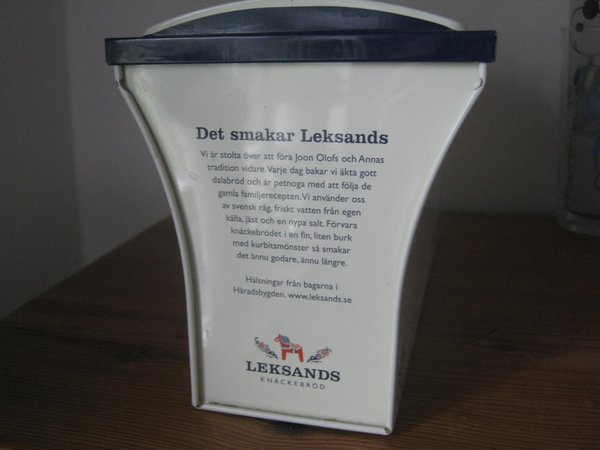 Det smakar Leksands
Vi är stolta över att föra Joon Olofs och Annas
tradition vidare. Varje dag bakar vi äkta gott
dalabröd och är petnoga med att följa de
gamla familjerecepten. Vi använder oss
av svensk råg, friskt vatten från egen
källa, jäst och en nypa salt. Förvara
knäckebrödet i en fin, liten burk
med kurbitsmönster så smakar
det ännu godare, ännu längre.
Hälsningar från bagarna i
Häradsbygden. www.leksands.se
LEKSANDS
KNÄCKEBRÖD